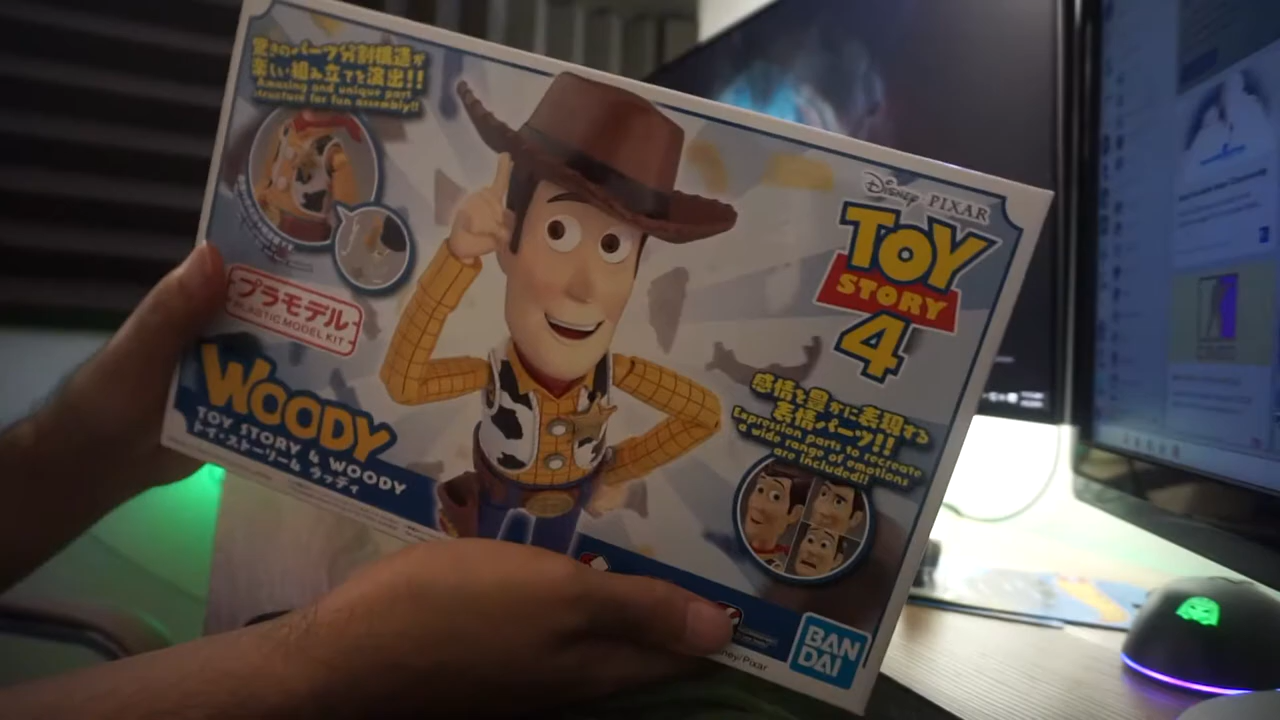 驚きのパーツ分割構造が
楽しい組み立てを演出!!
Amazing and unique part
structure for fun assembly!!
プラモデル
PLASTIC MODEL KIT
WOODY
TOY STORY 4 WOODY
トイ・ストーリー4 ウッディ
Disney PIXAR
TOY
STORY
4
感情を豊かに表現する
表情パーツ!!
Expression parts to recreate
a wide range of emotions
are included!!
BAN
DAI
ney/Pixar